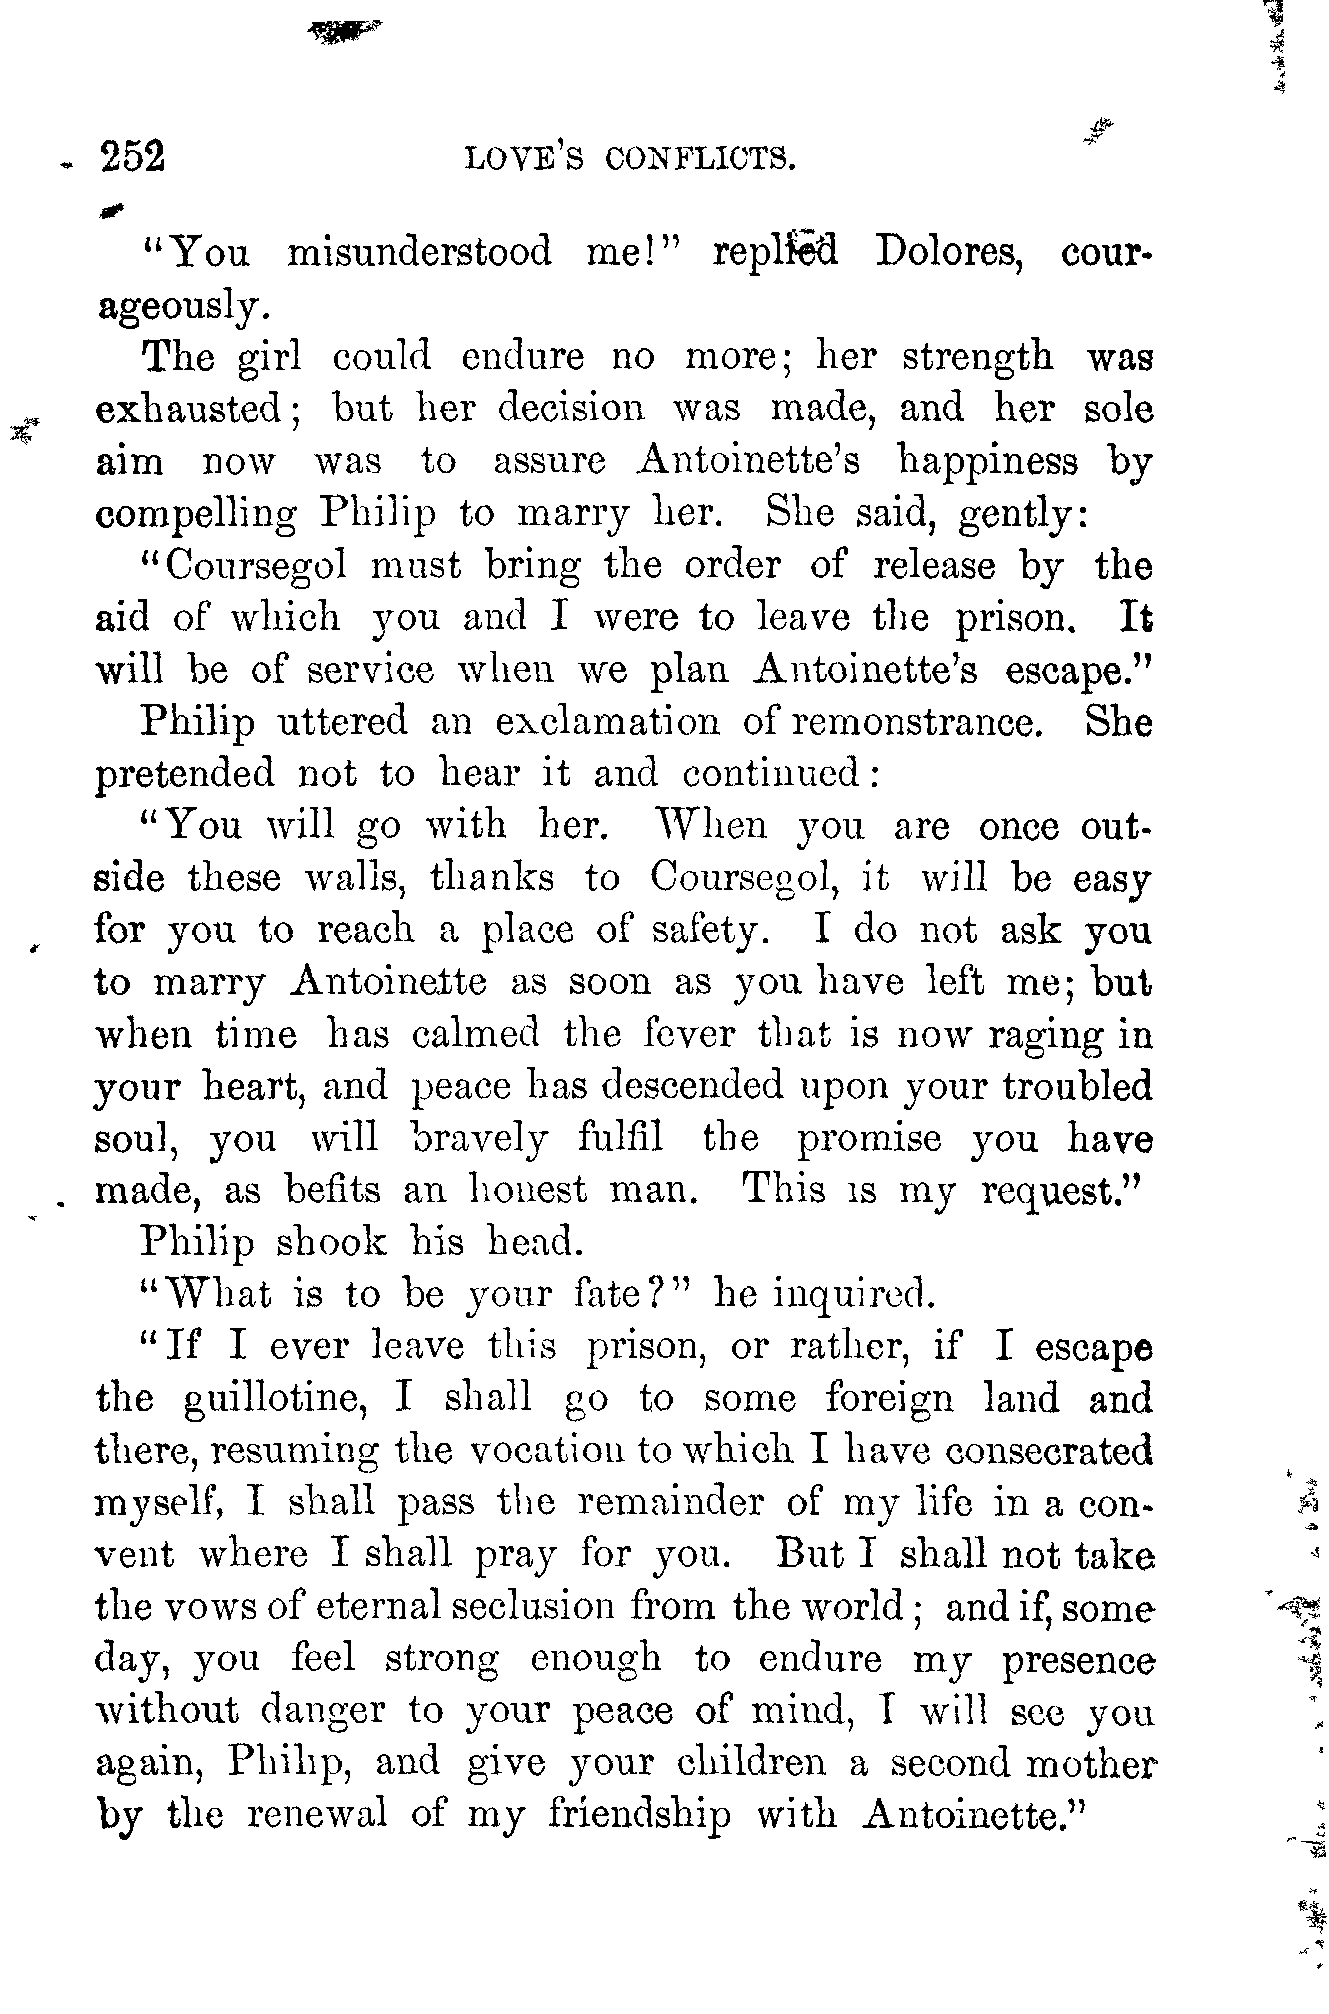 252 LOVE'S CONFLICTS.
"You misunderstood me!" replied Dolores, cour-
ageously.
The girl could endure no more; her strength was
exhausted; but her decision was made, and her sole
aim now was to assure Antoinette's happiness by
compelling Philip to marry her. She said, gently:
"Coursegol must bring the order of release by the
aid of which you and I were to leave the prison. It
will be of service when we plan Antoinette's escape."
Philip uttered an exclamation of remonstrance. She
pretended not to hear it and continued:
"You will go with her. When you are once out-
side these walls, thanks to Coursegol, it will be easy
for you to reach a place of safety. I do not ask you
to marry Antoinette as soon as you have left me; but
when time has calmed the fever that is now raging in
your heart, and peace has descended upon your troubled
soul, you will bravely fulfil the promise you have
made, as befits an honest man. This is my request."
Philip shook his head.
"What is to be your fate?" he inquired.
"If I ever leave this prison, or rather, if I escape
the guillotine, I shall go to some foreign land and
there, resuming the vocation to which I have consecrated
myself, I shall pass the remainder of my life in a con-
vent where I shall pray for you. But I shall not take
the vows of eternal seclusion from the world; and if, some
day, you feel strong enough to endure my presence
without danger to your peace of mind, I will see you
again, Philip, and give your children a second mother
by the renewal of my friendship with Antoinette."